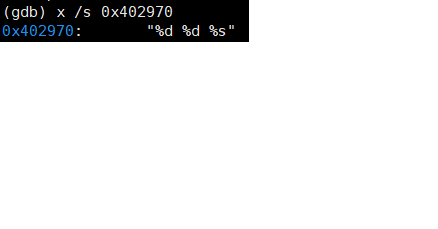 (gdb) x /s 0x402970
0x402970:       "%d %d %s"